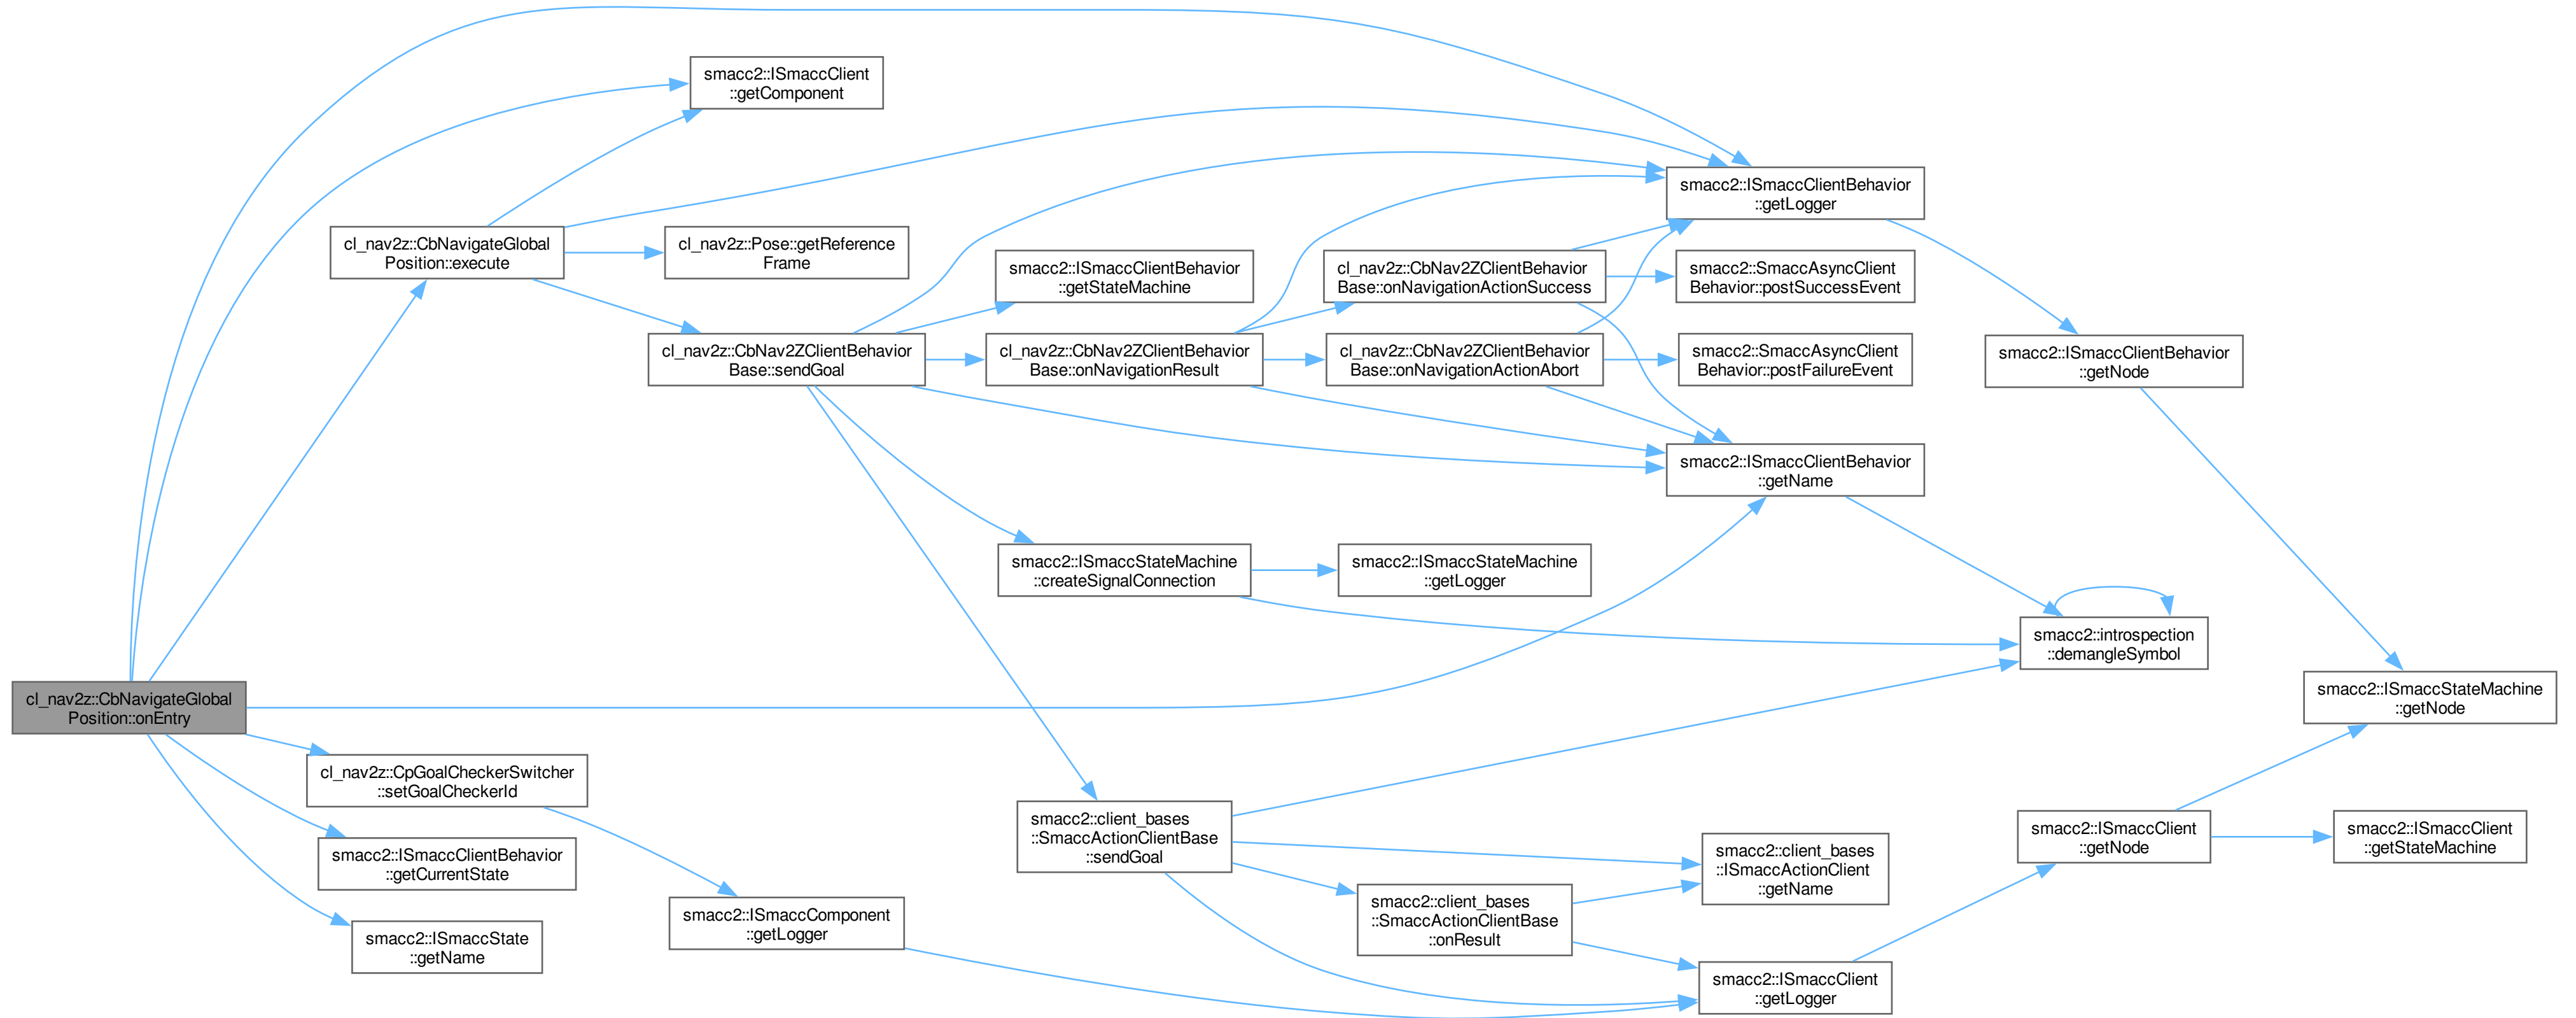 smacc2::ISmaccClient
::getComponent
smacc2::ISmaccClientBehavior
::getLogger
cl_nav2z::CbNavigateGlobal
Position::execute
cl_nav2z::Pose::getReference
Frame
smacc2::ISmaccClientBehavior
::getStateMachine
cl_nav2z::CbNav2ZClientBehavior
Base::onNavigationActionSuccess
smacc2::SmaccAsyncClient
Behavior::postSuccessEvent
cl_nav2z::CbNav2ZClientBehavior
Base::sendGoal
cl_nav2z::CbNav2ZClientBehavior
Base::onNavigationResult
cl_nav2z::CbNav2ZClientBehavior
Base::onNavigationActionAbort
smacc2::SmaccAsyncClient
Behavior::postFailureEvent
smacc2::ISmaccClientBehavior
::getNode
smacc2::ISmaccClientBehavior
::getName
smacc2::ISmaccStateMachine
::createSignalConnection
smacc2::ISmaccStateMachine
::getLogger
smacc2::introspection
::demangleSymbol
cl_nav2z::CbNavigateGlobal
Position::onEntry
smacc2::ISmaccStateMachine
::getNode
cl_nav2z::CpGoalCheckerSwitcher
::setGoalCheckerId
smacc2::client_bases
::SmaccActionClientBase
::sendGoal
smacc2::ISmaccClient
::getNode
smacc2::ISmaccClient
::getStateMachine
smacc2::ISmaccClientBehavior
::getCurrentState
smacc2::client_bases
::ISmaccActionClient
::getName
smacc2::client_bases
::SmaccActionClientBase
::onResult
smacc2::ISmaccComponent
::getLogger
smacc2::ISmaccState
::getName
smacc2::ISmaccClient
::getLogger